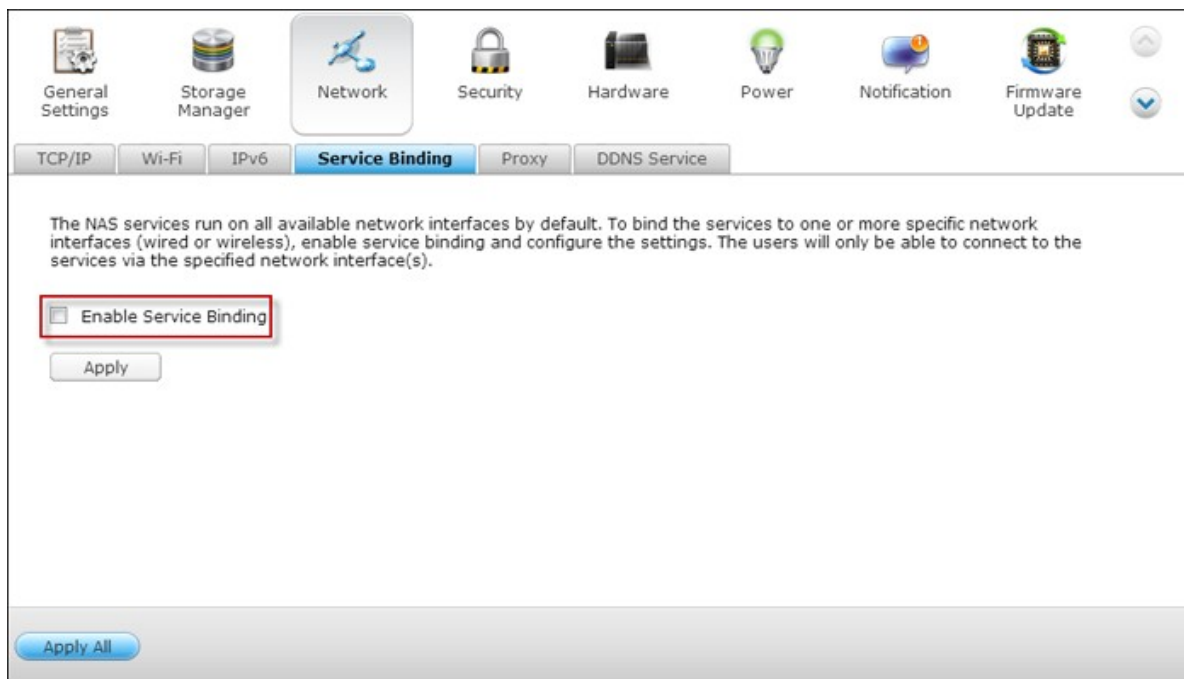 General Settings
Storage Manager
Network
Security
Hardware
Power
Notification
1
Firmware Update
TCP/IP
Wi-Fi
IPv6
Service Binding
Proxy
DDNS Service
The NAS services run on all available network interfaces by default. To bind the services to one or more specific network
interfaces (wired or wireless), enable service binding and configure the settings. The users will only be able to connect to the
services via the specified network interface(s).
Enable Service Binding
Apply
Apply All